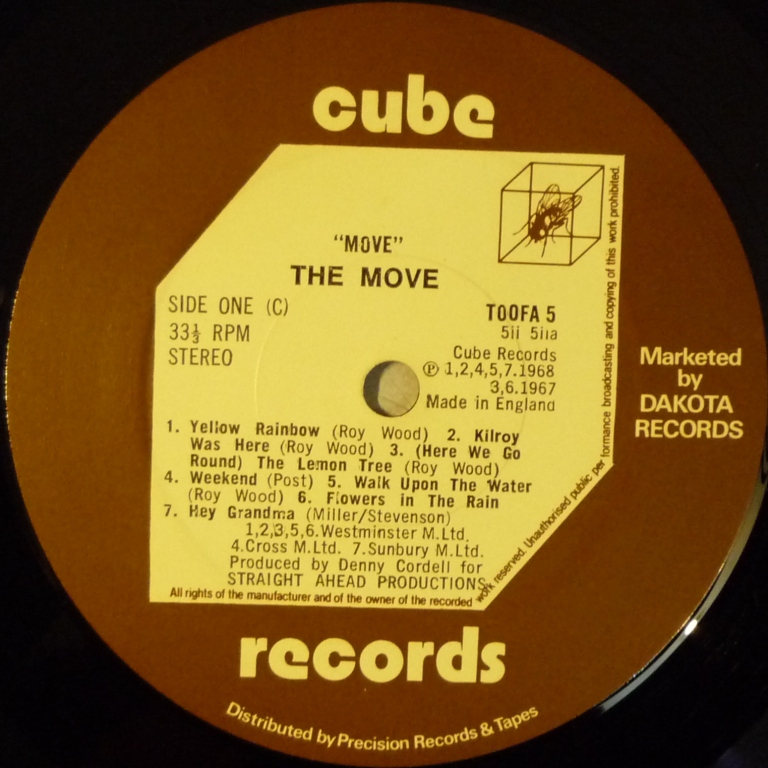 cube
"MOVE"
THE MOVE
SIDE ONE (C)
33⅓ RPM
STEREO
TOOFA 5
5ii 5iia
Cube Records
℗ 1,2,4,5,7.1968
3,6.1967
Made in England
1. Yellow Rainbow (Roy Wood) 2. Kilroy
Was Here (Roy Wood) 3. (Here We Go
Round) The Lemon Tree (Roy Wood)
4. Weekend (Post) 5. Walk Upon The Water
(Roy Wood) 6. Flowers in The Rain
7. Hey Grandma (Miller/Stevenson)
1,2,3,5,6.Westminster M.Ltd.
4.Cross M.Ltd. 7.Sunbury M.Ltd.
Produced by Denny Cordell for
STRAIGHT AHEAD PRODUCTIONS
All rights of the manufacturer and of the owner of the recorded work reserved. Unauthorised public performance broadcasting and copying of this work prohibited.
Marketed
by
DAKOTA
RECORDS
records
Distributed by Precision Records & Tapes